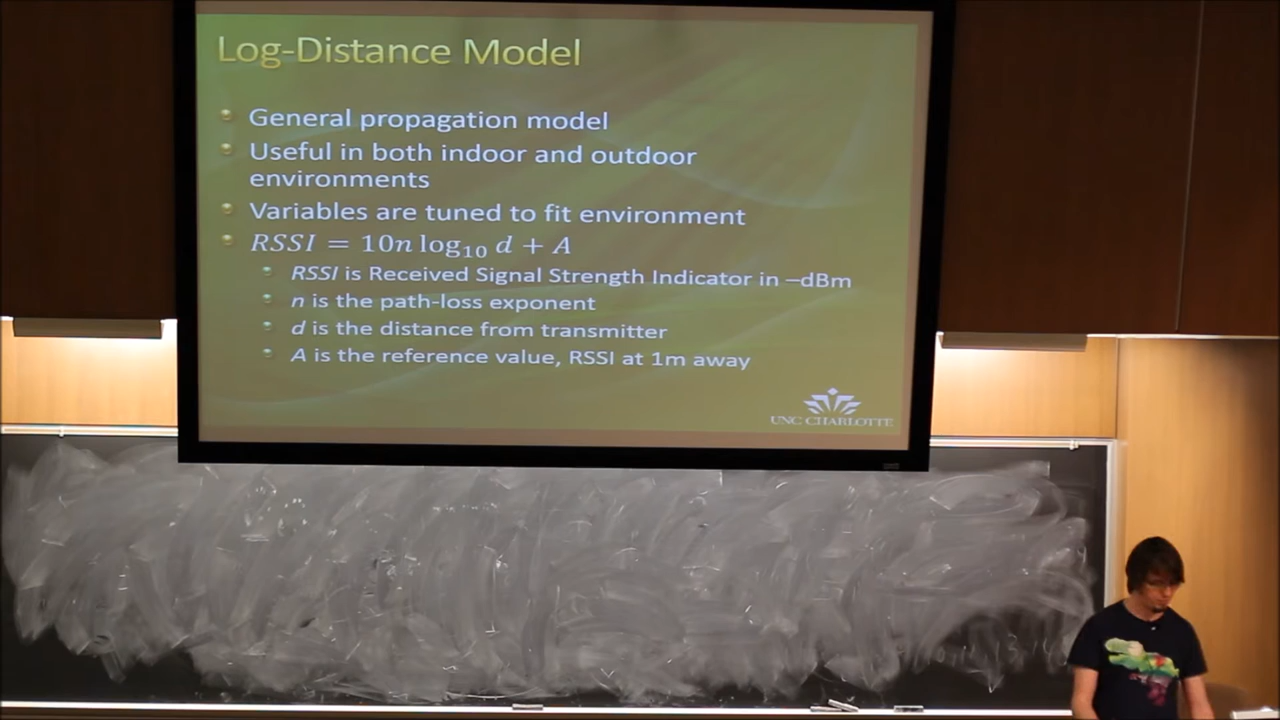 Log-Distance Model
General propagation model
Useful in both indoor and outdoor
environments
Variables are tuned to fit environment
RSSI = 10n log₁₀ d + A
RSSI is Received Signal Strength Indicator in –dBm
n is the path-loss exponent
d is the distance from transmitter
A is the reference value, RSSI at 1m away
UNC CHARLOTTE